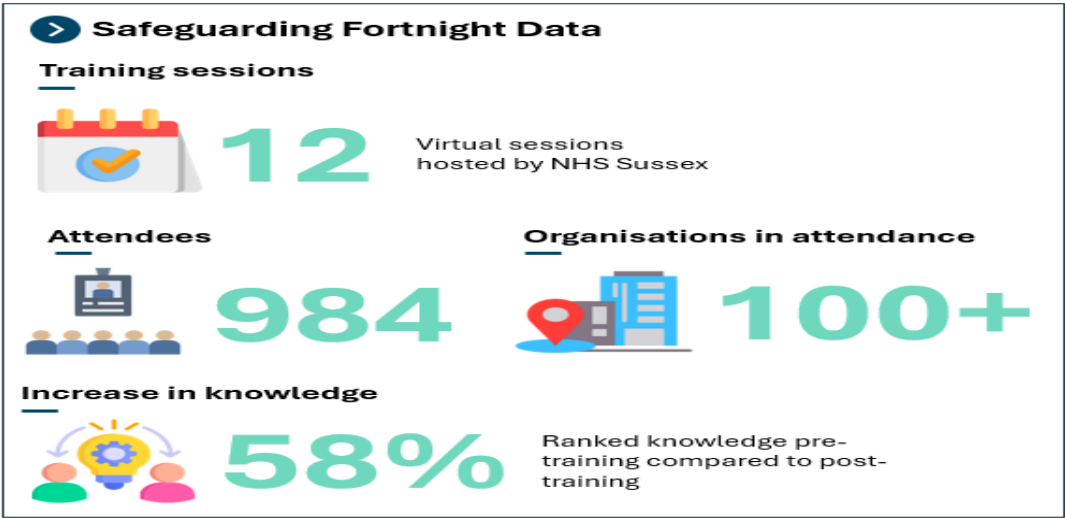 Safeguarding Fortnight Data
Training sessions
12
Virtual sessions
hosted by NHS Sussex
Attendees
984
Organisations in attendance
100+
Increase in knowledge
58%
Ranked knowledge pre-
training compared to post-
training